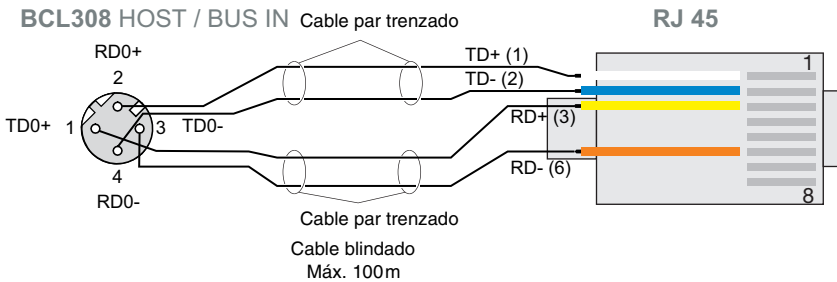 BCL308 HOST / BUS IN
Cable par trenzado
RJ 45
RD0+
2
TD+ (1)
TD- (2)
1
TD0+ 1
3 TD0-
RD+ (3)
4
RD0-
RD- (6)
8
Cable par trenzado
Cable blindado
Máx. 100m